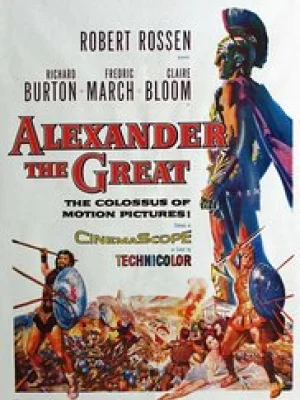 ROBERT ROSSEN
RICHARD FREDRIC CLAIRE
BURTON MARCH BLOOM
ALEXANDER
THE GREAT
THE COLOSSUS OF
MOTION PICTURES!
CINEMASCOPE
TECHNICOLOR